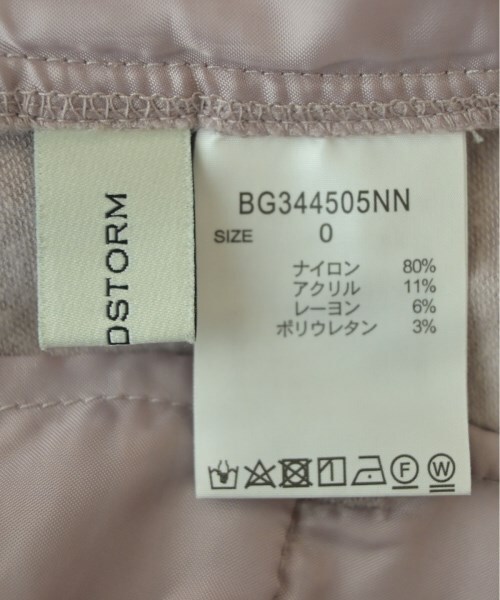 DSTORM
BG344505NN
SIZE 0
ナイロン 80%
アクリル 11%
レーヨン 6%
ポリウレタン 3%
F W